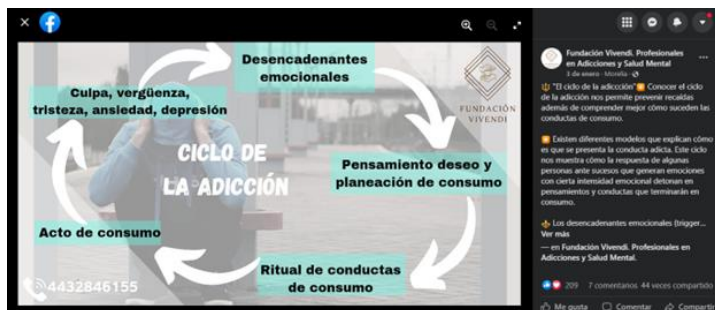 Desencadenantes
emocionales
Culpa, vergüenza,
tristeza, ansiedad, depresión
FUNDACIÓN
VIVENDI
CICLO DE
LA ADICCIÓN
Pensamiento deseo y
planeación de consumo
Acto de consumo
Ritual de conductas
de consumo
4432846155
Fundación Vivendi. Profesionales
en Adicciones y Salud Mental
3 de enero · Morelia ·
"El ciclo de la adiccción" Conocer el ciclo
de la adicción nos permite prevenir recaídas
además de comprender mejor cómo suceden las
conductas de consumo.
Existen diferentes modelos que explican cómo
es que se presenta la conducta adicta. Este ciclo
nos muestra cómo la respuesta de algunas
personas ante sucesos que generan emociones
con cierta intensidad emocional detonan en
pensamientos y conductas que terminarán en
consumo.
Los desencadenantes emocionales (trigger...
Ver más
— en Fundación Vivendi. Profesionales en
Adicciones y Salud Mental.
209 7 comentarios 44 veces compartido
Me gusta Comentar Compartir